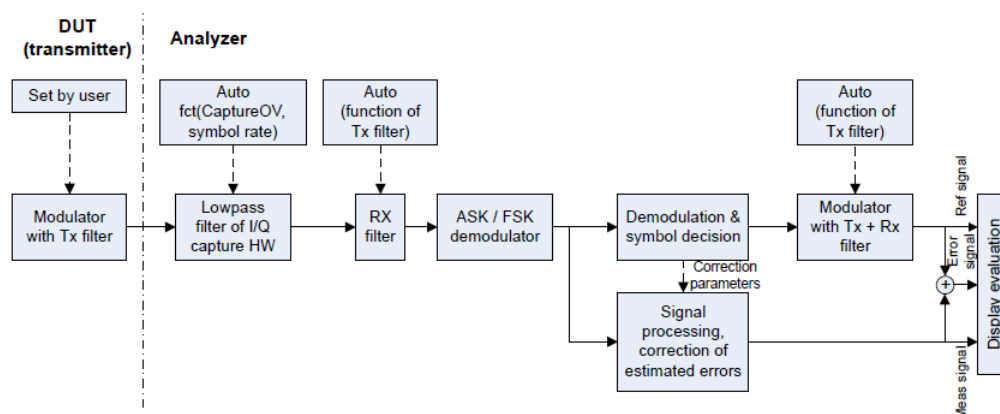 DUT
(transmitter)
Analyzer
Set by user
Auto
fct(CaptureOV,
symbol rate)
Auto
(function of
Tx filter)
Auto
(function of
Tx filter)
Modulator
with Tx filter
Lowpass
filter of I/Q
capture HW
RX
filter
ASK / FSK
demodulator
Demodulation &
symbol decision
Modulator
with Tx + Rx
filter
Ref signal
Error
signal
+
Correction
parameters
Signal
processing,
correction of
estimated errors
Meas signal
Display evaluation